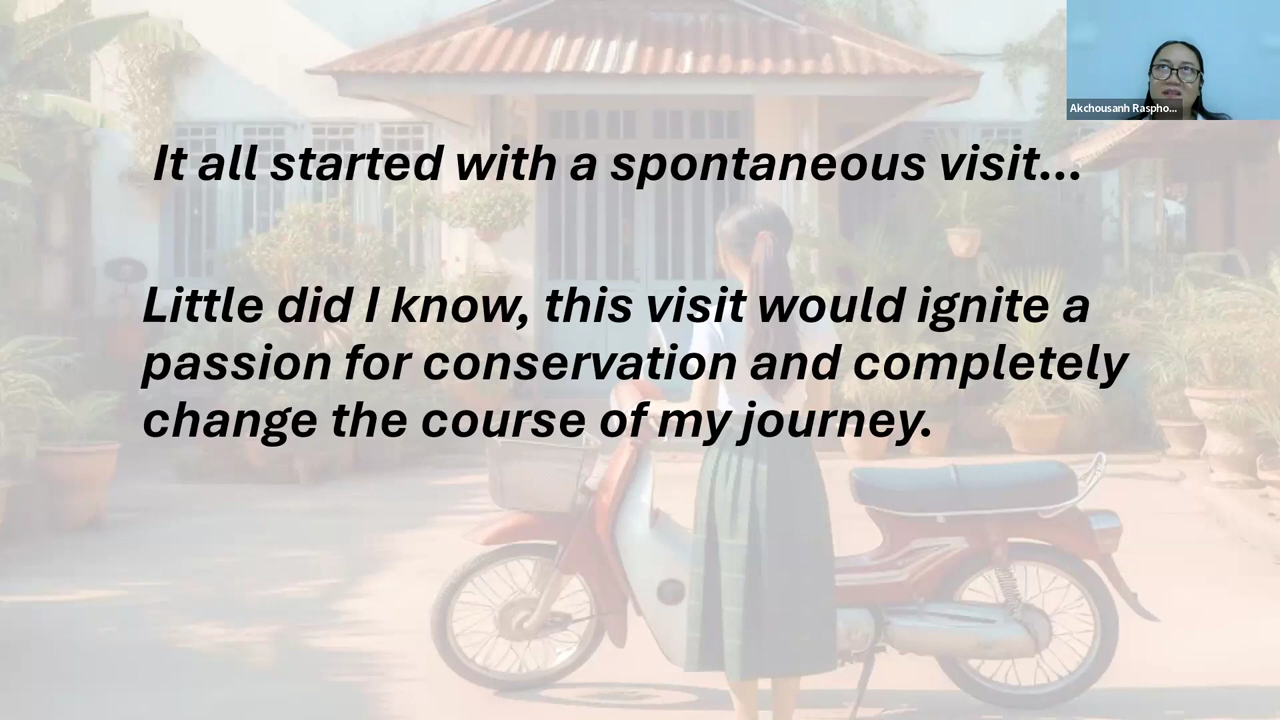 Akchousanh Raspho...
It all started with a spontaneous visit...
Little did I know, this visit would ignite a
passion for conservation and completely
change the course of my journey.